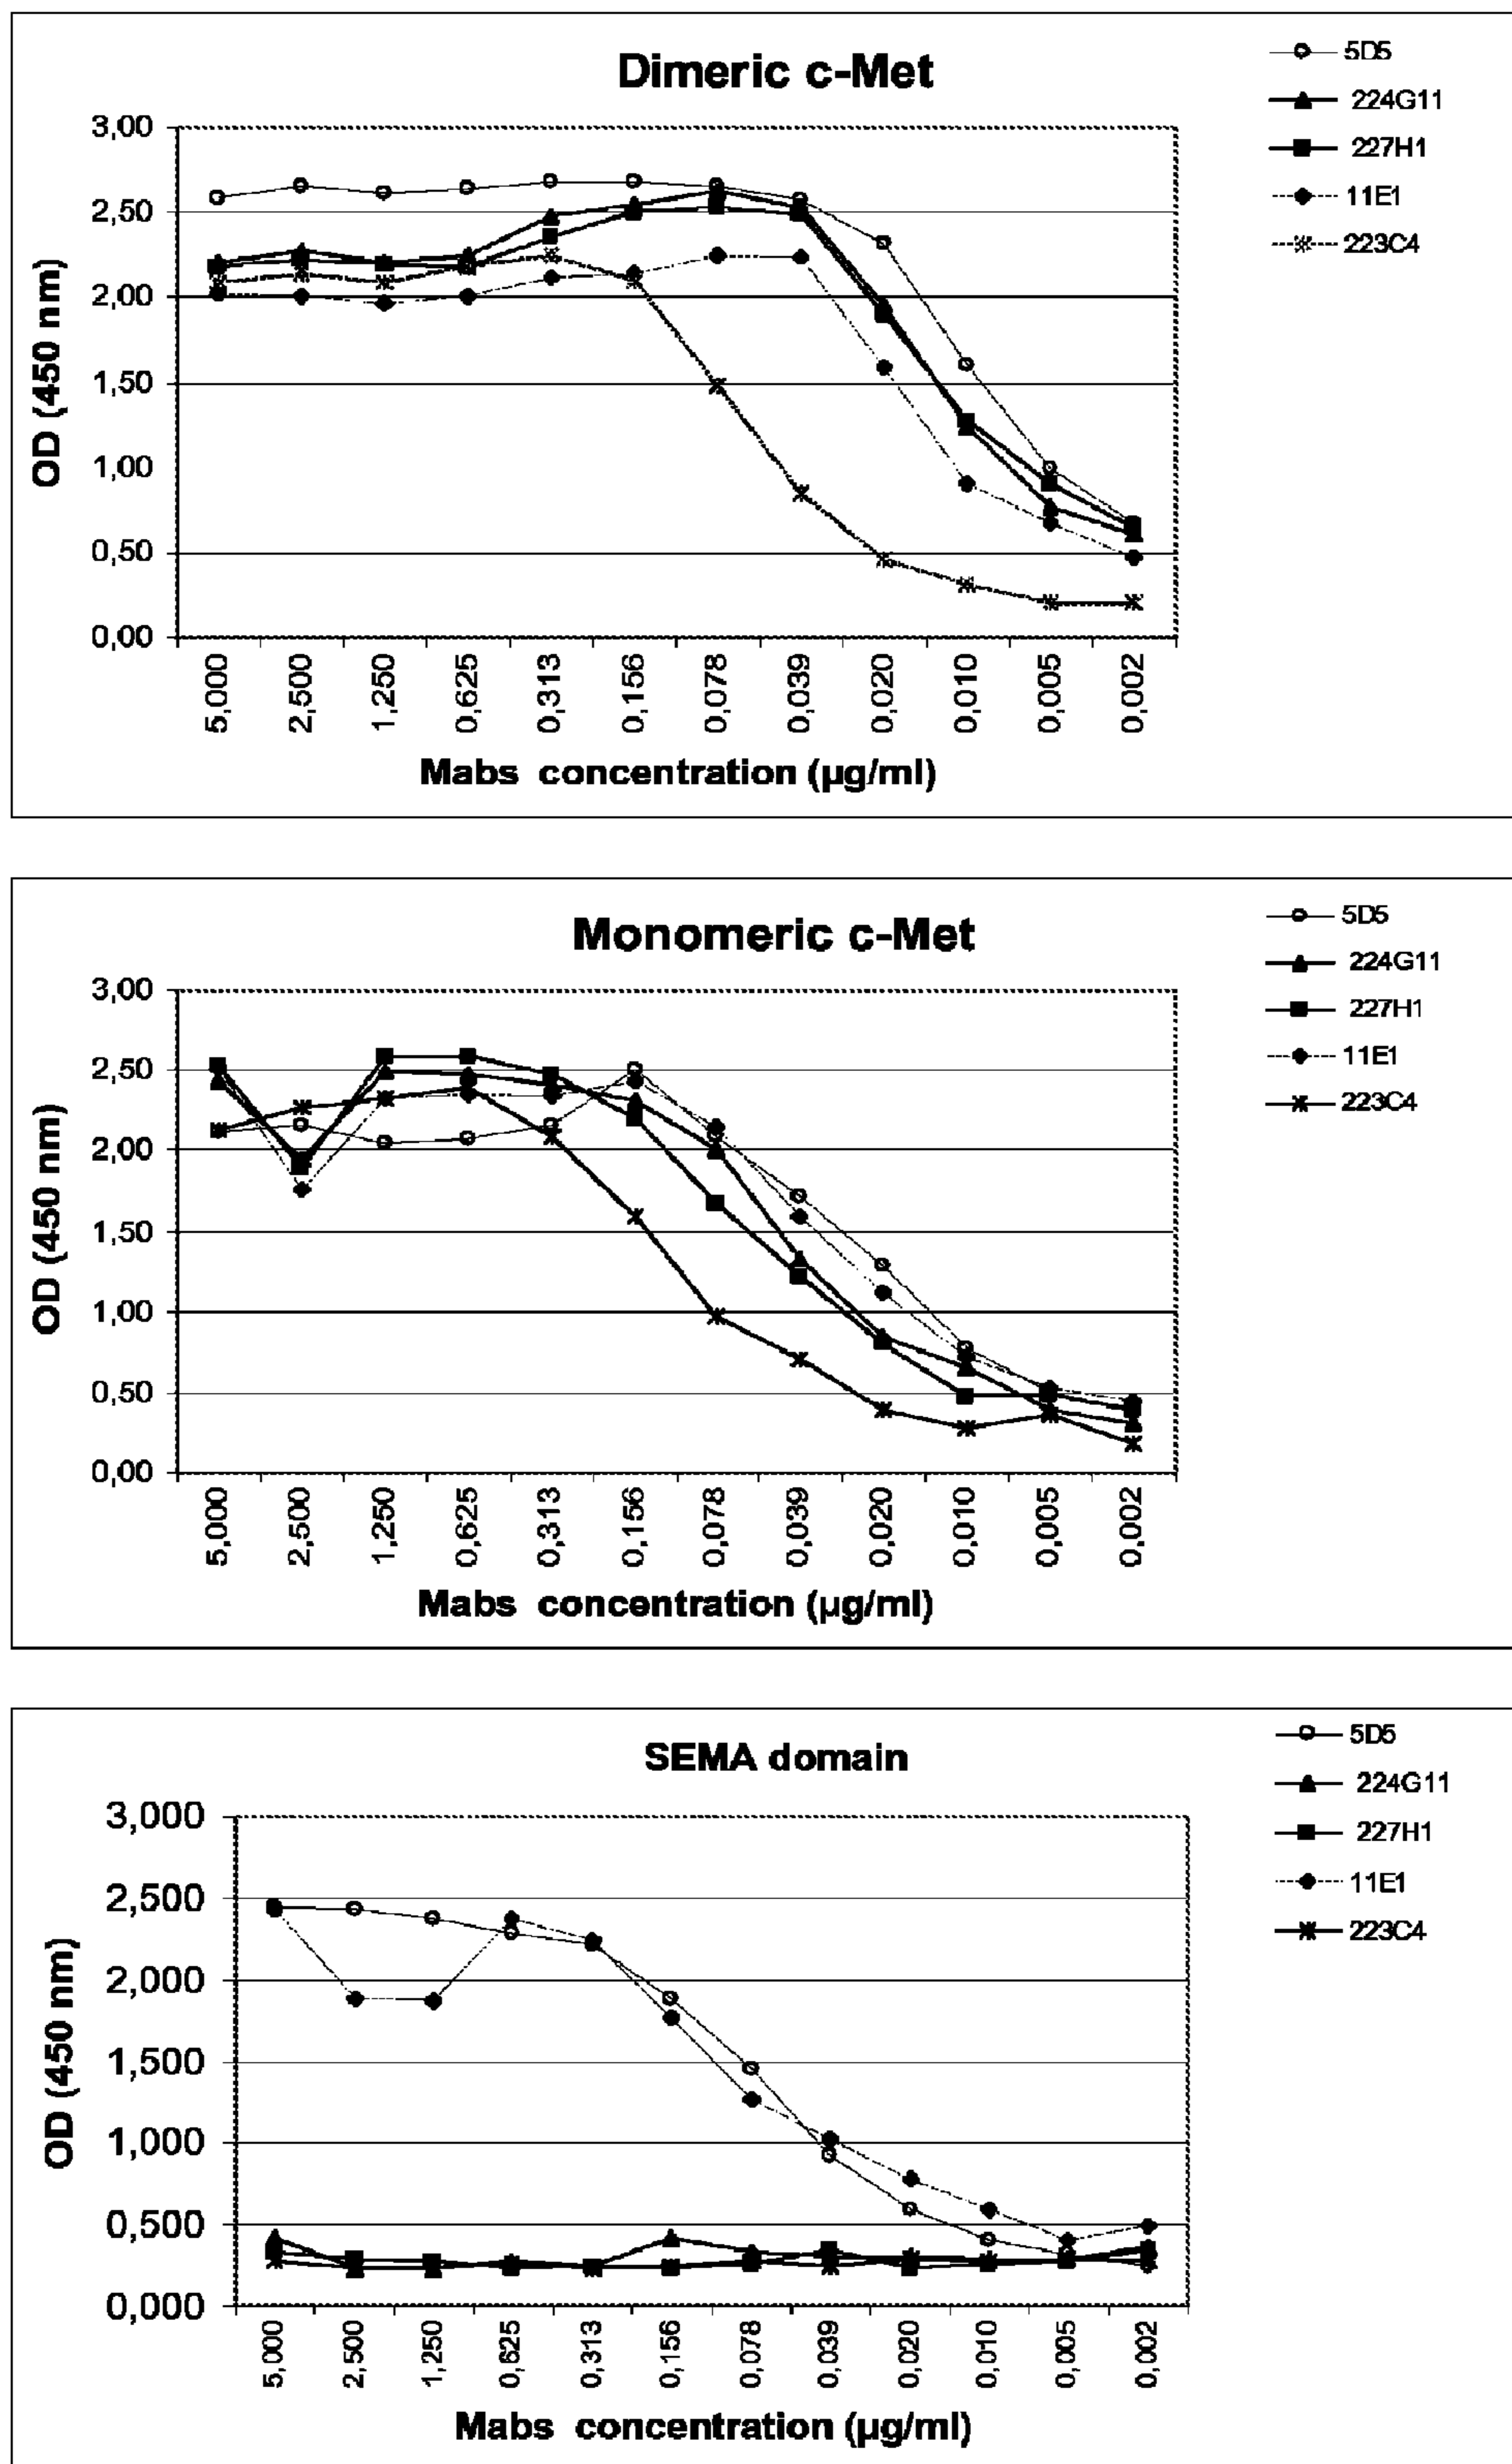 Dimeric c-Met
5D5
224G11
227H1
11E1
223C4
OD (450 nm)
3,00
2,50
2,00
1,50
1,00
0,50
0,00
5,000
2,500
1,250
0,625
0,313
0,156
0,078
0,039
0,020
0,010
0,005
0,002
Mabs concentration (µg/ml)
Monomeric c-Met
5D5
224G11
227H1
11E1
223C4
OD (450 nm)
3,00
2,50
2,00
1,50
1,00
0,50
0,00
5,000
2,500
1,250
0,625
0,313
0,156
0,078
0,039
0,020
0,010
0,005
0,002
Mabs concentration (µg/ml)
SEMA domain
5D5
224G11
227H1
11E1
223C4
OD (450 nm)
3,000
2,500
2,000
1,500
1,000
0,500
0,000
5,000
2,500
1,250
0,625
0,313
0,156
0,078
0,039
0,020
0,010
0,005
0,002
Mabs concentration (µg/ml)